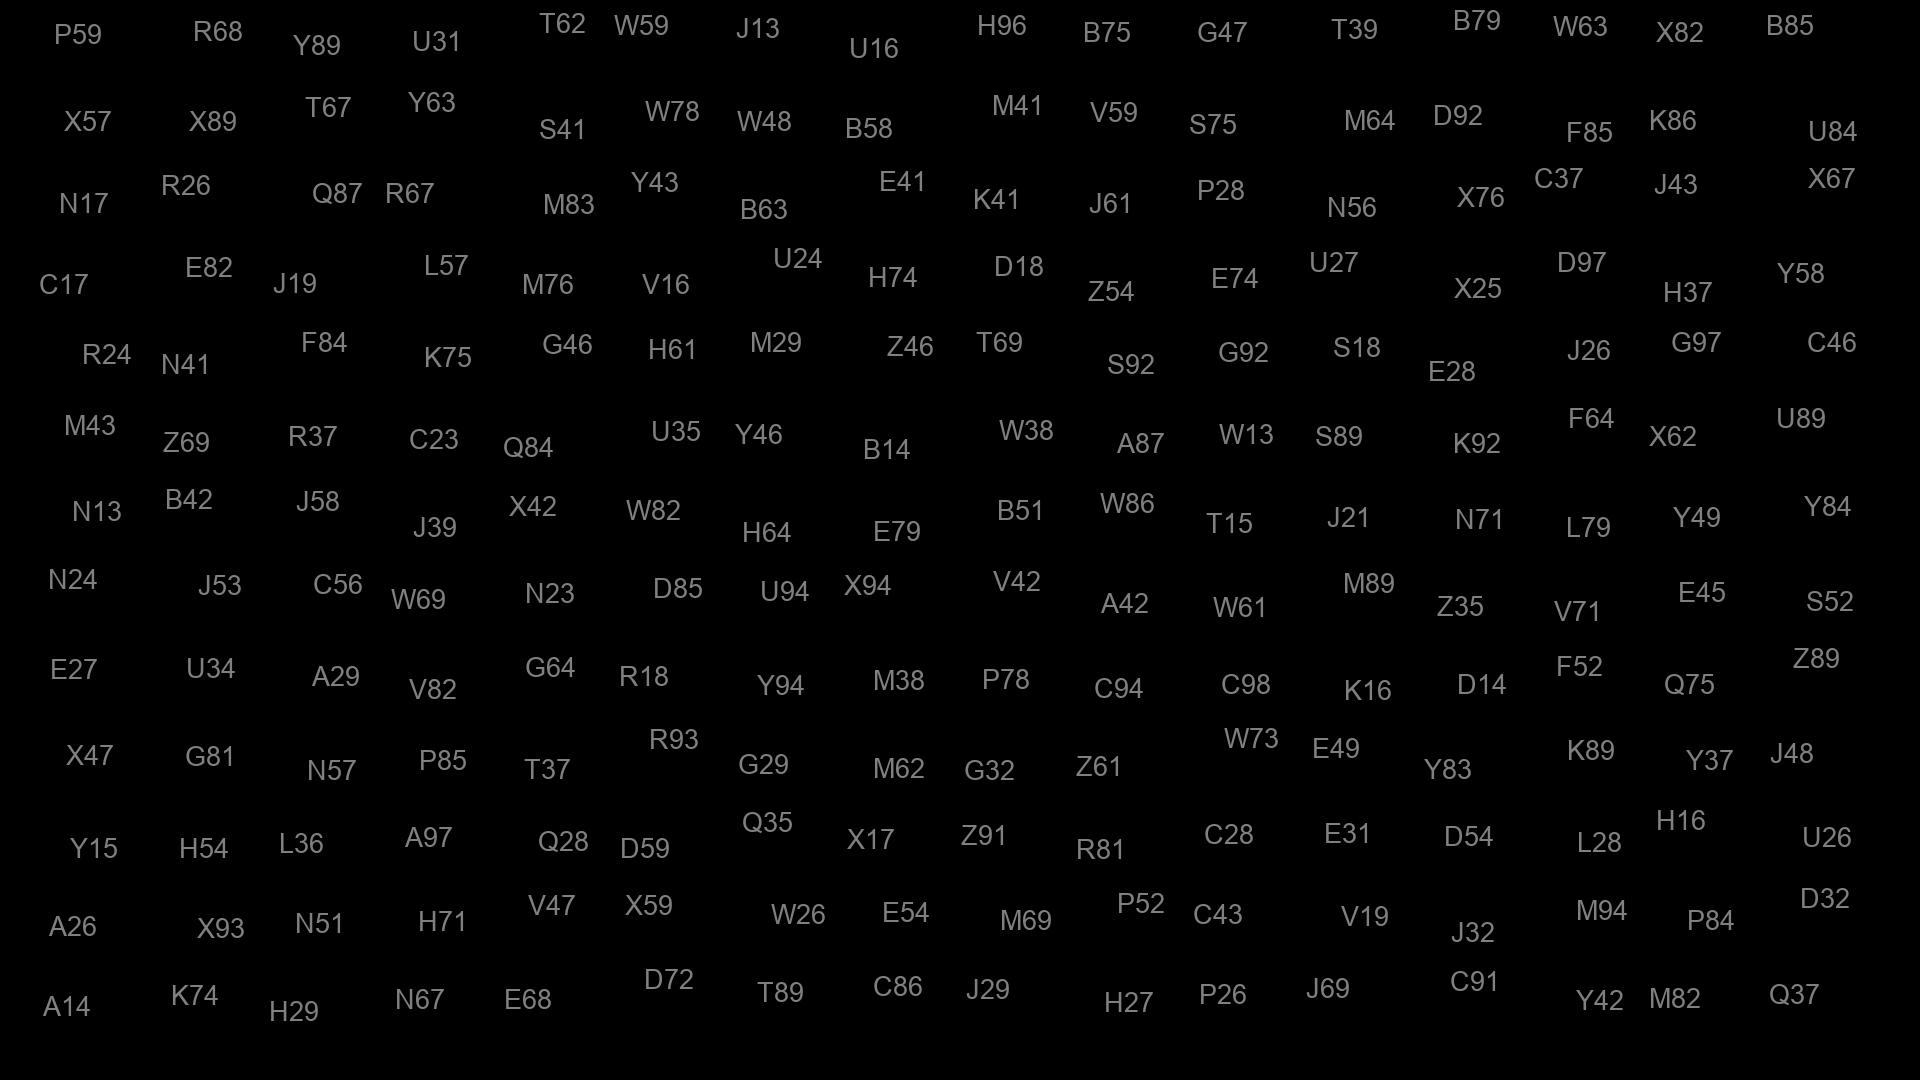 P59 R68 Y89 U31 T62 W59 J13 U16 H96 B75 G47 T39 B79 W63 X82 B85
X57 X89 T67 Y63 S41 W78 W48 B58 M41 V59 S75 M64 D92 F85 K86 U84
N17 R26 Q87 R67 M83 Y43 B63 E41 K41 J61 P28 N56 X76 C37 J43 X67
C17 E82 J19 L57 M76 V16 U24 H74 D18 Z54 E74 U27 X25 D97 H37 Y58
R24 N41 F84 K75 G46 H61 M29 Z46 T69 S92 G92 S18 E28 J26 G97 C46
M43 Z69 R37 C23 Q84 U35 Y46 B14 W38 A87 W13 S89 K92 F64 X62 U89
N13 B42 J58 J39 X42 W82 H64 E79 B51 W86 T15 J21 N71 L79 Y49 Y84
N24 J53 C56 W69 N23 D85 U94 X94 V42 A42 W61 M89 Z35 V71 E45 S52
E27 U34 A29 V82 G64 R18 Y94 M38 P78 C94 C98 K16 D14 F52 Q75 Z89
X47 G81 N57 P85 T37 R93 G29 M62 G32 Z61 W73 E49 Y83 K89 Y37 J48
Y15 H54 L36 A97 Q28 D59 Q35 X17 Z91 R81 C28 E31 D54 L28 H16 U26
A26 X93 N51 H71 V47 X59 W26 E54 M69 P52 C43 V19 J32 M94 P84 D32
A14 K74 H29 N67 E68 D72 T89 C86 J29 H27 P26 J69 C91 Y42 M82 Q37